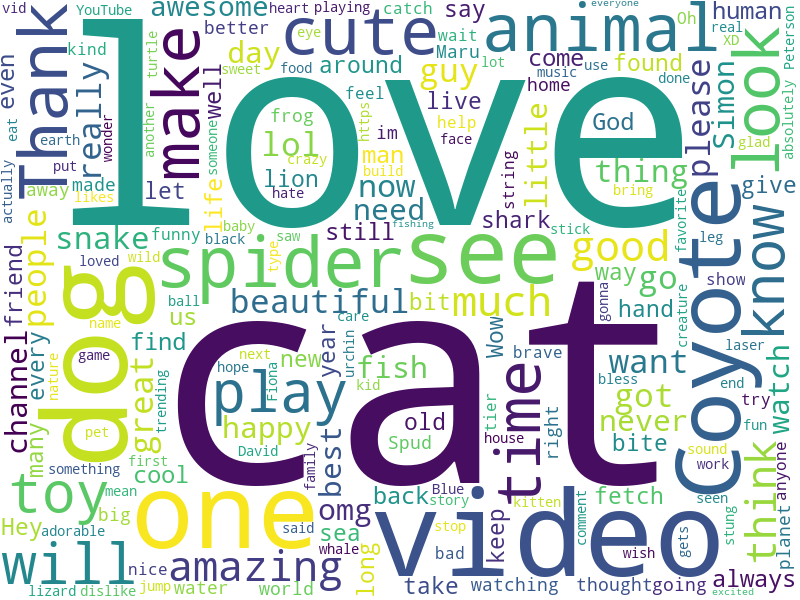 vid
YouTube
awesome
heart
playing
catch
say
Oh
everyone
real
human
XD
Peterson
better
kind
even
Thank
really
wonder
turtle
another
make
well
someone
day
sweet
cute
eye
food
around
feel
wait
Maru
guy
lot
music
come
home
use
found
done
animal
love
look
absolutely
glad
please
Simon
eat
actually
earth
put
likes
made
away
let
frog
lol
crazy
lion
hate
https
im
man
build
now
need
live
help
face
string
shark
little
God
thing
bring
stick
favorite
leg
give
life
baby
black
saw
type
still
fishing
snake
funny
loved
wild
people
friend
channel
spider
see
good
way
go
hand
show
creature
know
Coyote
dog
name
game
nature
pet
ball
us
find
every
many
great
trending
first
cool
beautiful
care
bit
much
year
urchin
new
next
hope
Fiona
kid
fish
play
happy
David
cat
Wow
brave
gonna
bless
want
got
never
bite
laser
end
try
fun
watch
anyone
planet
think
sound
work
seen
stung
time
tier
right
house
old
Spud
best
family
toy
something
mean
Hey
big
adorable
one
said
omg
sea
whale
long
back
Blue
story
stop
kitten
keep
bad
fetch
comment
wish
gets
video
will
nice
amazing
lizard
dislike
jump
water
world
take
watching
thought
going
always
excited